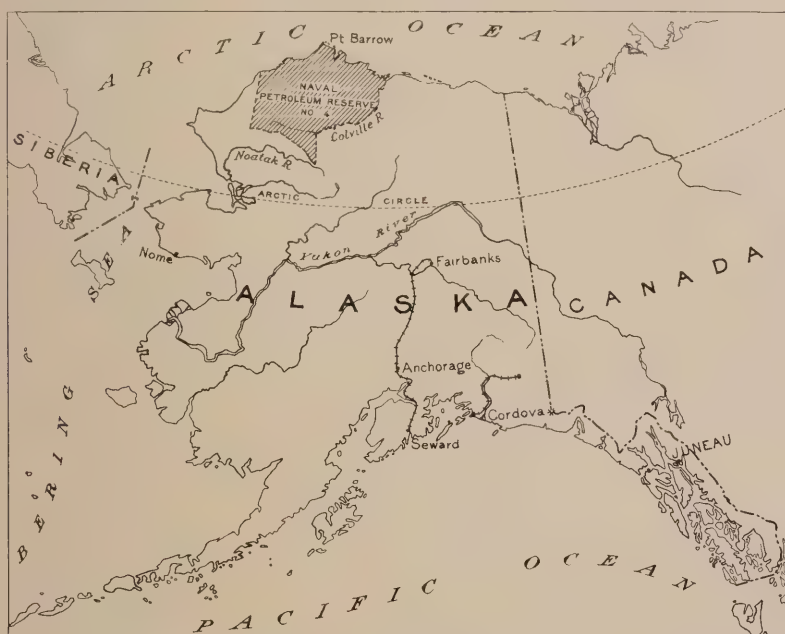 ARCTIC OCEAN
Pt Barrow
NAVAL
PETROLEUM RESERVE
NO 4
Colville R
SIBERIA
Noatak R
ARCTIC CIRCLE
Yukon River
Nome
Fairbanks
BERING SEA
ALASKA
CANADA
Anchorage
Cordova
Seward
JUNEAU
PACIFIC OCEAN